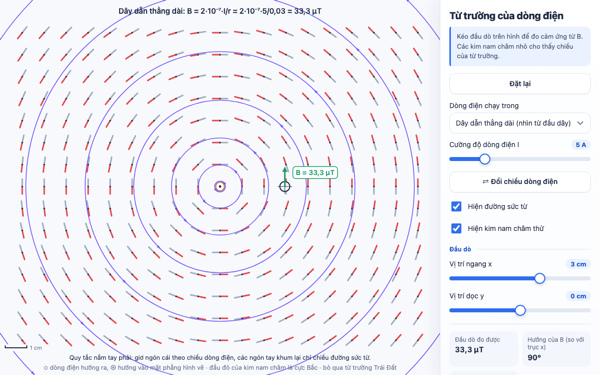 Dây dẫn thẳng dài: B = 2·10⁻⁷·I/r = 2·10⁻⁷·5/0,03 = 33,3 µT
B = 33,3 µT
1 cm
Quy tắc nắm tay phải: giơ ngón cái theo chiều dòng điện, các ngón tay khum lại chỉ chiều đường sức từ.
⊙ dòng điện hướng ra, ⊗ hướng vào mặt phẳng hình vẽ · đầu đỏ của kim nam châm là cực Bắc · bỏ qua từ trường Trái Đất
Từ trường của dòng điện
Kéo đầu dò trên hình để đo cảm ứng từ B.
Các kim nam châm nhỏ cho thấy chiều
của từ trường.
Đặt lại
Dòng điện chạy trong
Dây dẫn thẳng dài (nhìn từ đầu dây)
Cường độ dòng điện I
5 A
⇄ Đổi chiều dòng điện
Hiện đường sức từ
Hiện kim nam châm thử
Đầu dò
Vị trí ngang x
3 cm
Vị trí dọc y
0 cm
Đầu dò đo được
33,3 µT
Hướng của B (so với
trục x)
90°